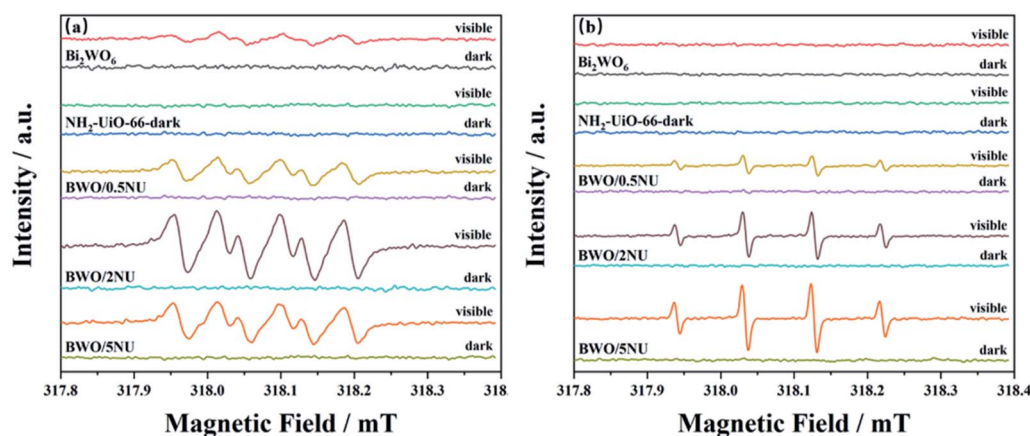 (a)
visible
Bi₂WO₆
dark
visible
NH₂-UiO-66-dark
dark
visible
BWO/0.5NU
dark
visible
BWO/2NU
dark
visible
BWO/5NU
dark
Intensity / a.u.
317.8 317.9 318.0 318.1 318.2 318.3 318.
Magnetic Field / mT
(b)
visible
Bi₂WO₆
dark
visible
NH₂-UiO-66-dark
dark
visible
BWO/0.5NU
dark
visible
BWO/2NU
dark
visible
BWO/5NU
dark
Intensity / a.u.
317.8 317.9 318.0 318.1 318.2 318.3 318.4
Magnetic Field / mT